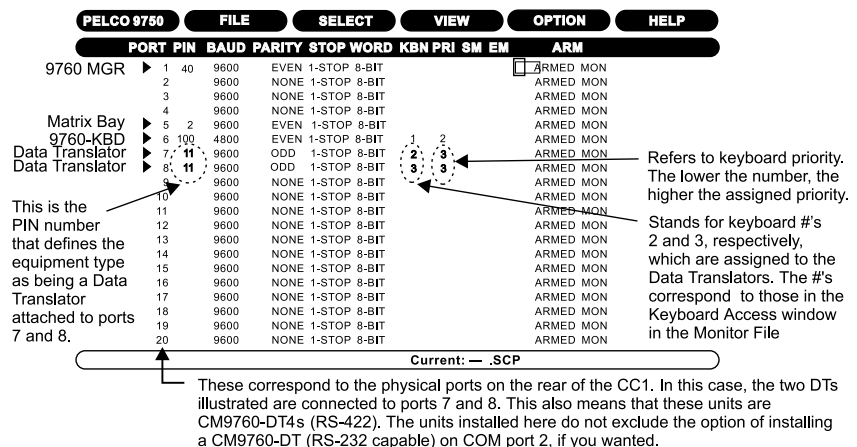 PELCO 9750 FILE SELECT VIEW OPTION HELP
PORT PIN BAUD PARITY STOP WORD KBN PRI SM EM ARM
9760 MGR 1 40 9600 EVEN 1-STOP 8-BIT ARMED MON
2 9600 NONE 1-STOP 8-BIT ARMED MON
3 9600 NONE 1-STOP 8-BIT ARMED MON
4 9600 NONE 1-STOP 8-BIT ARMED MON
Matrix Bay 5 2 9600 EVEN 1-STOP 8-BIT ARMED MON
9760-KBD 6 100 4800 EVEN 1-STOP 8-BIT 1 2 ARMED MON
Data Translator 7 11 9600 ODD 1-STOP 8-BIT 2 3 ARMED MON
Data Translator 8 11 9600 ODD 1-STOP 8-BIT 3 3 ARMED MON
9 9600 NONE 1-STOP 8-BIT ARMED MON
10 9600 NONE 1-STOP 8-BIT ARMED MON
11 9600 NONE 1-STOP 8-BIT ARMED MON
12 9600 NONE 1-STOP 8-BIT ARMED MON
13 9600 NONE 1-STOP 8-BIT ARMED MON
14 9600 NONE 1-STOP 8-BIT ARMED MON
15 9600 NONE 1-STOP 8-BIT ARMED MON
16 9600 NONE 1-STOP 8-BIT ARMED MON
17 9600 NONE 1-STOP 8-BIT ARMED MON
18 9600 NONE 1-STOP 8-BIT ARMED MON
19 9600 NONE 1-STOP 8-BIT ARMED MON
20 9600 NONE 1-STOP 8-BIT ARMED MON
Current: — .SCP
This is the
PIN number
that defines the
equipment type
as being a Data
Translator
attached to ports
7 and 8.
Refers to keyboard priority.
The lower the number, the
higher the assigned priority.
Stands for keyboard #'s
2 and 3, respectively,
which are assigned to the
Data Translators. The #'s
correspond to those in the
Keyboard Access window
in the Monitor File
These correspond to the physical ports on the rear of the CC1. In this case, the two DTs
illustrated are connected to ports 7 and 8. This also means that these units are
CM9760-DT4s (RS-422). The units installed here do not exclude the option of installing
a CM9760-DT (RS-232 capable) on COM port 2, if you wanted.